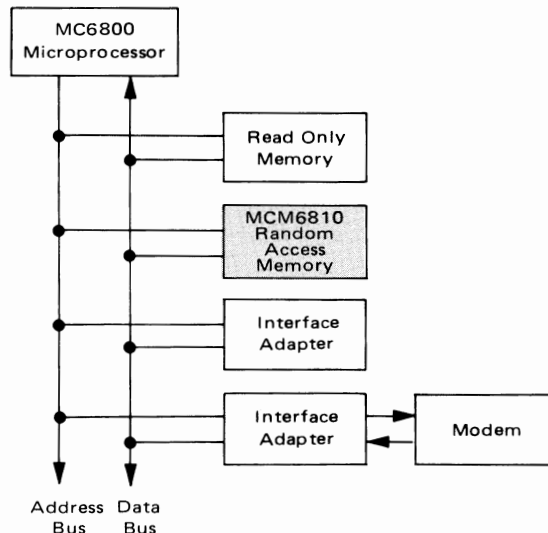 MC6800
Microprocessor
Read Only
Memory
MCM6810
Random
Access
Memory
Interface
Adapter
Interface
Adapter
Modem
Address Data
Bus Bus